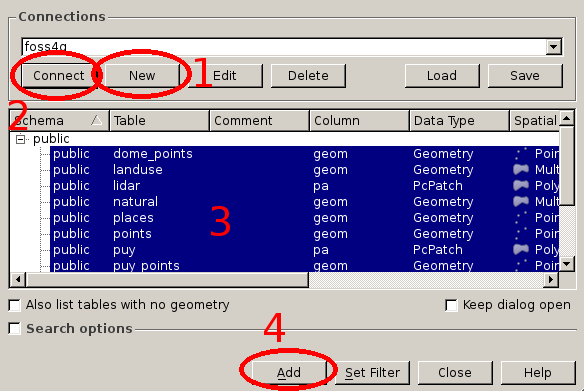 Connections
foss4g
Connect New 1 Edit Delete Load Save
2
Schema Table Comment Column Data Type Spatial
public
public dome_points geom Geometry Poin
public landuse geom Geometry Mult
public lidar pa PcPatch Poly
public natural geom Geometry Mult
public places geom Geometry Poin
public points geom Geometry Poin
public puy pa PcPatch Poly
public puy_points geom Geometry Poin
3
Also list tables with no geometry Keep dialog open
Search options
4
Add Set Filter Close Help